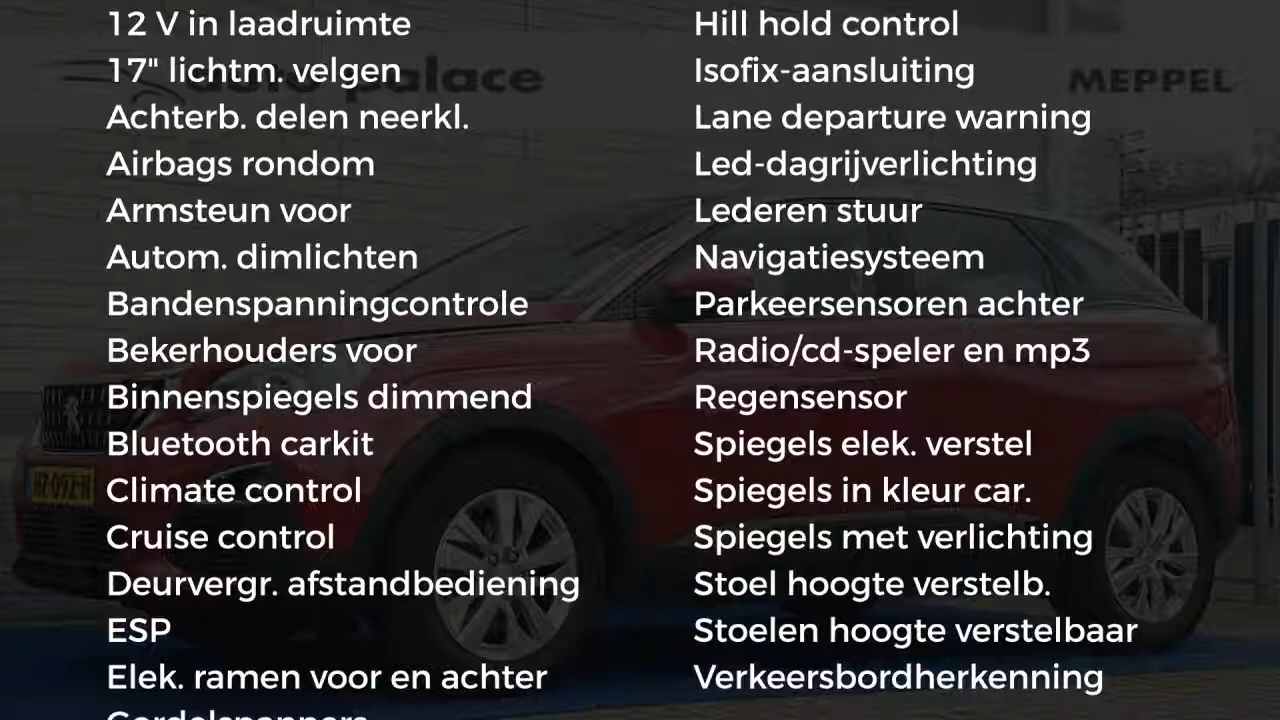 12 V in laadruimte
17" lichtm. velgen
Achterb. delen neerkl.
Airbags rondom
Armsteun voor
Autom. dimlichten
Bandenspanningcontrole
Bekerhouders voor
Binnenspiegels dimmend
Bluetooth carkit
Climate control
Cruise control
Deurvergr. afstandbediening
ESP
Elek. ramen voor en achter
Gordelspanners
Hill hold control
Isofix-aansluiting
Lane departure warning
Led-dagrijverlichting
Lederen stuur
Navigatiesysteem
Parkeersensoren achter
Radio/cd-speler en mp3
Regensensor
Spiegels elek. verstel
Spiegels in kleur car.
Spiegels met verlichting
Stoel hoogte verstelb.
Stoelen hoogte verstelbaar
Verkeersbordherkenning
auto palace
MEPPEL